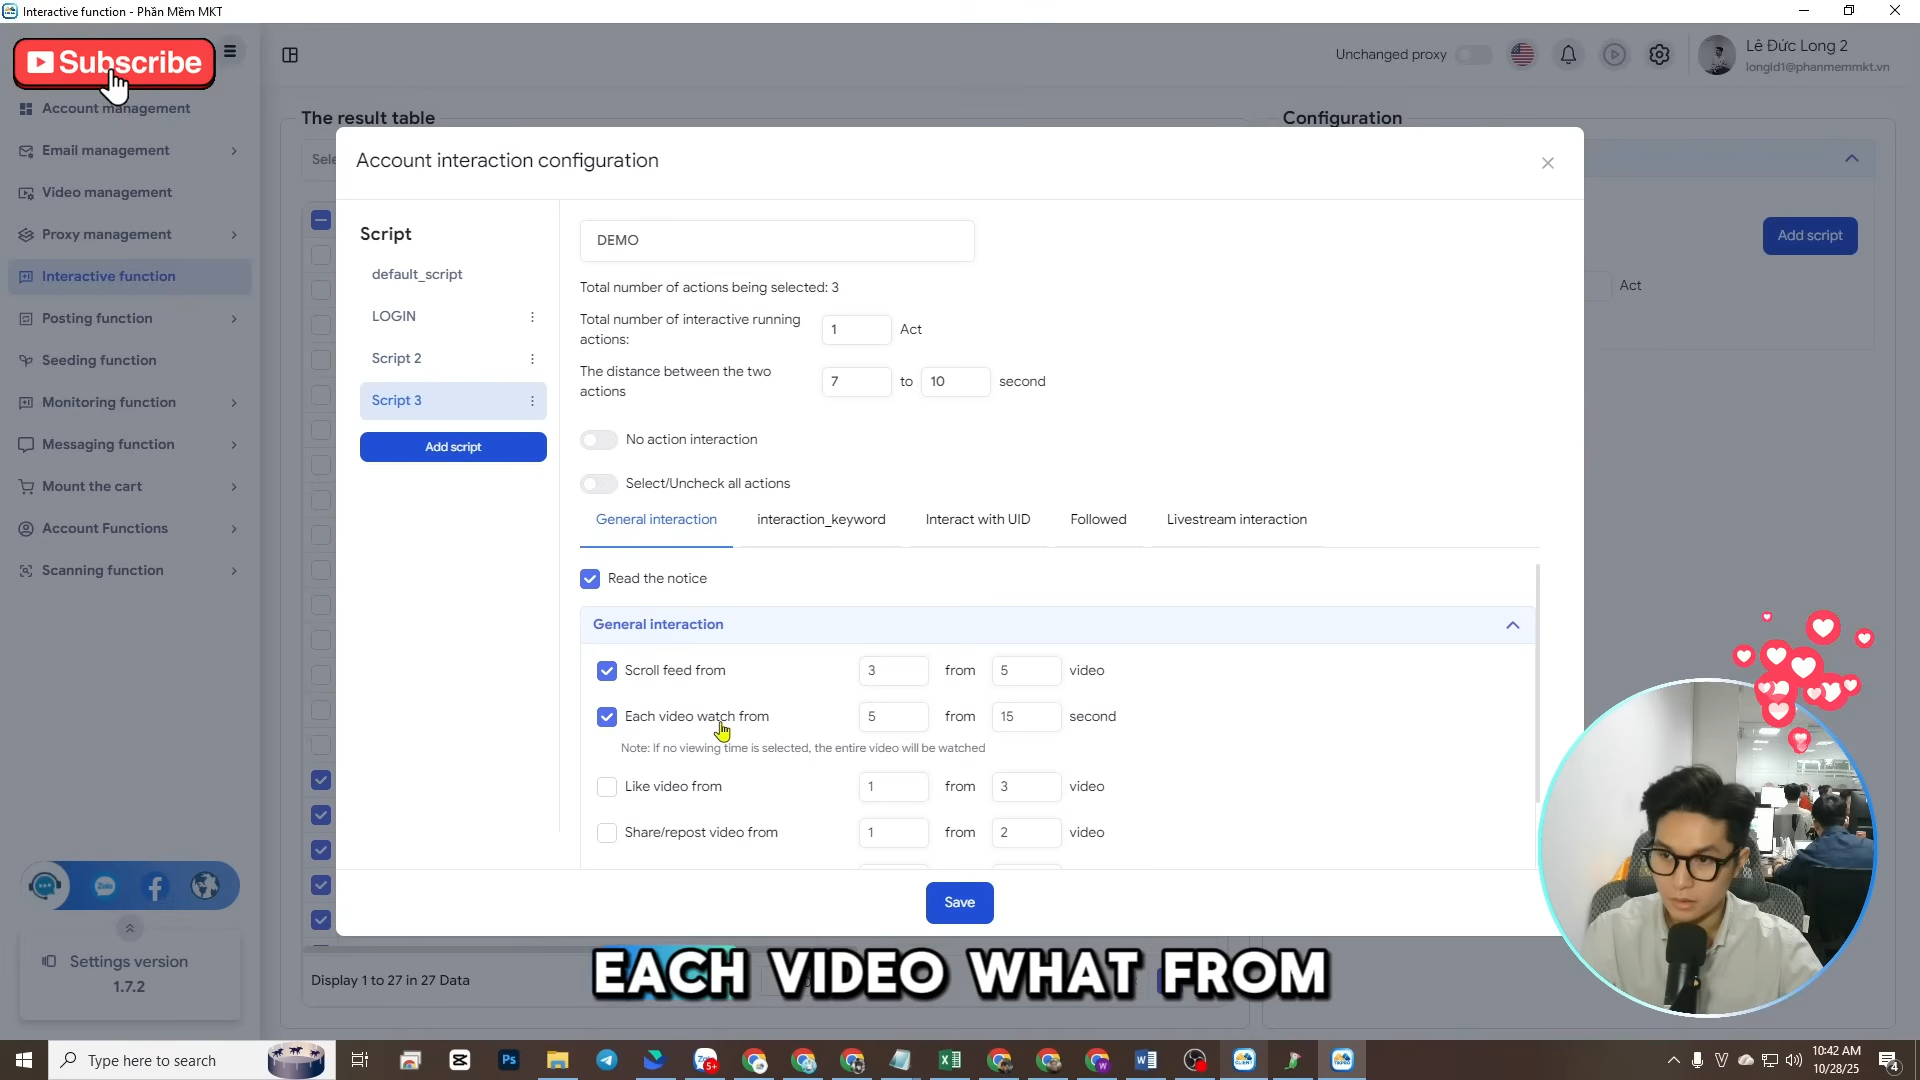 Interactive function - Phần Mềm MKT
Subscribe
Unchanged proxy
Lê Đức Long 2
longld1@phanmemmkt.vn
Account management
Email management
Video management
Proxy management
Interactive function
Posting function
Seeding function
Monitoring function
Messaging function
Mount the cart
Account Functions
Scanning function
Settings version
1.7.2
The result table
Configuration
Sele
Add script
Act
Account interaction configuration
Script
default_script
LOGIN
Script 2
Script 3
Add script
DEMO
Total number of actions being selected: 3
Total number of interactive running
actions:
1 Act
The distance between the two
actions
7 to 10 second
No action interaction
Select/Uncheck all actions
General interaction interaction_keyword Interact with UID Followed Livestream interaction
Read the notice
General interaction
Scroll feed from 3 from 5 video
Each video watch from 5 from 15 second
Note: If no viewing time is selected, the entire video will be watched
Like video from 1 from 3 video
Share/repost video from 1 from 2 video
Save
Display 1 to 27 in 27 Data
EACH VIDEO WHAT FROM
Type here to search
10:42 AM
10/28/25